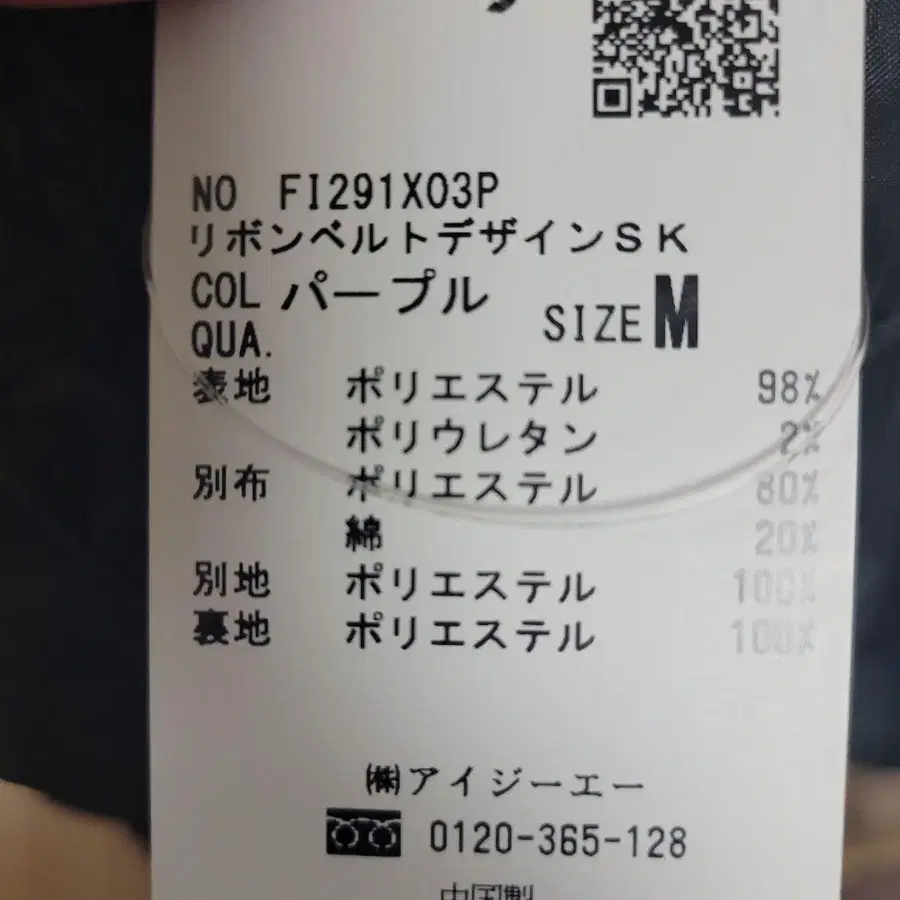 NO FI291X03P
リボンベルトデザインSK
COL パープル SIZE M
QUA.
表地 ポリエステル 98%
ポリウレタン 2%
別布 ポリエステル 80%
綿 20%
別地 ポリエステル 100%
裏地 ポリエステル 100%
㈱アイジーエー
0120-365-128
中国製